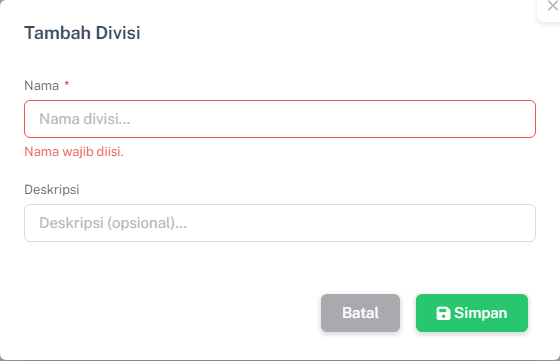 Tambah Divisi
Nama *
Nama divisi...
Nama wajib diisi.
Deskripsi
Deskripsi (opsional)...
Batal
Simpan